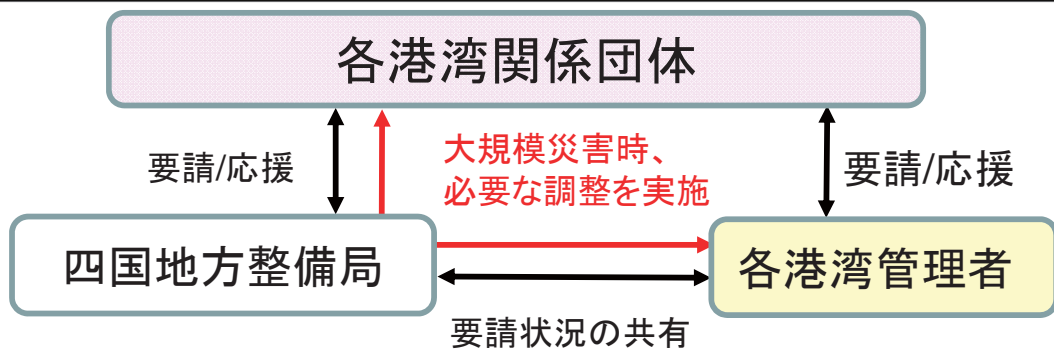 各港湾関係団体
要請/応援
大規模災害時、
必要な調整を実施
要請/応援
四国地方整備局
各港湾管理者
要請状況の共有